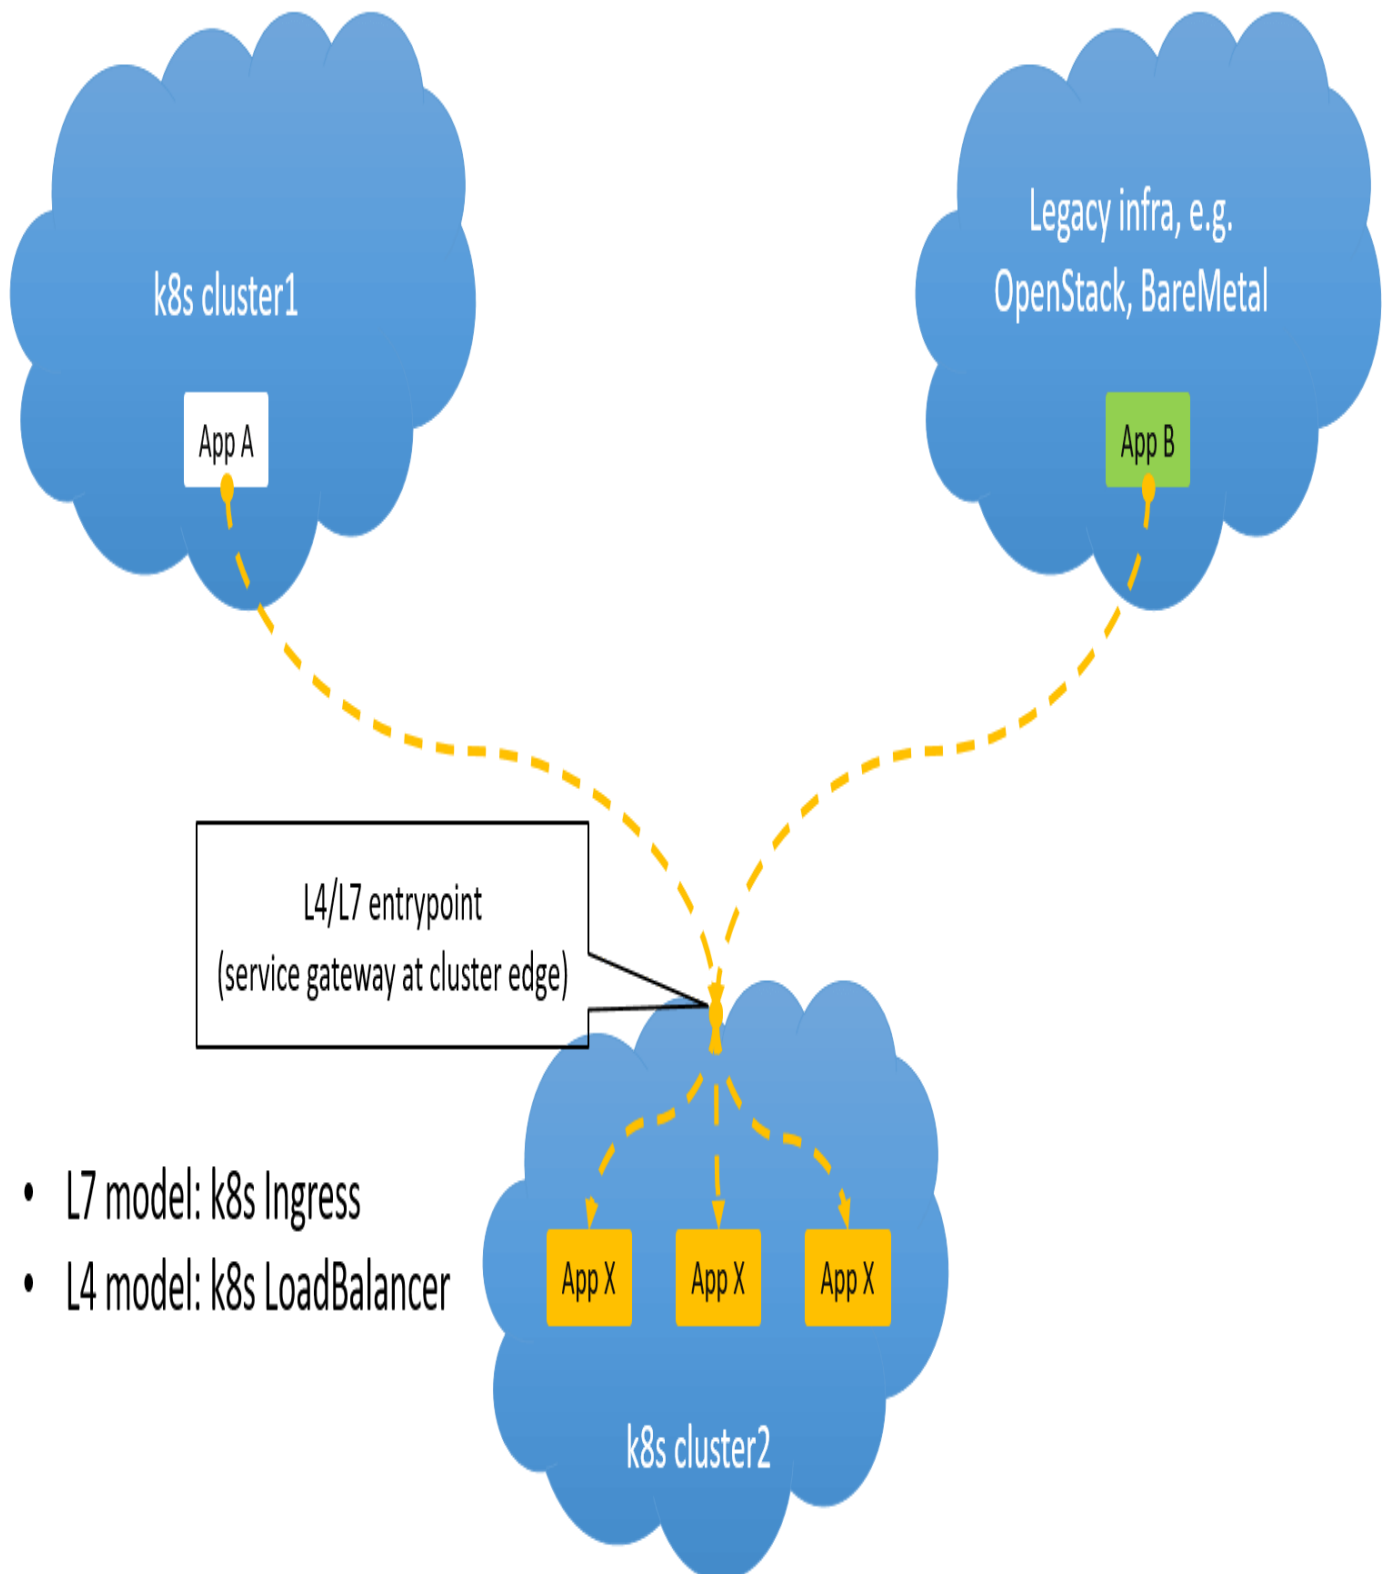 k8s cluster1
App A
Legacy infra, e.g.
OpenStack, BareMetal
App B
L4/L7 entrypoint
(service gateway at cluster edge)
• L7 model: k8s Ingress
• L4 model: k8s LoadBalancer
App X
App X
App X
k8s cluster2